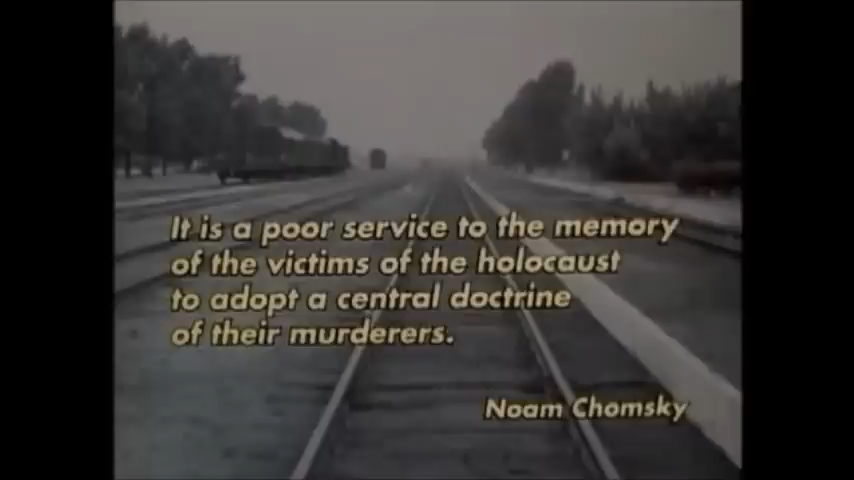 It is a poor service to the memory
of the victims of the holocaust
to adopt a central doctrine
of their murderers.
Noam Chomsky